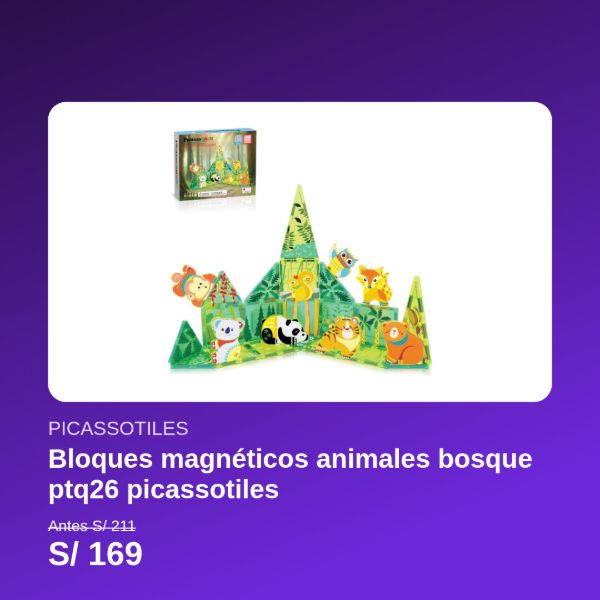 PICASSOTILES
Bloques magnéticos animales bosque
ptq26 picassotiles
Antes S/ 211
S/ 169